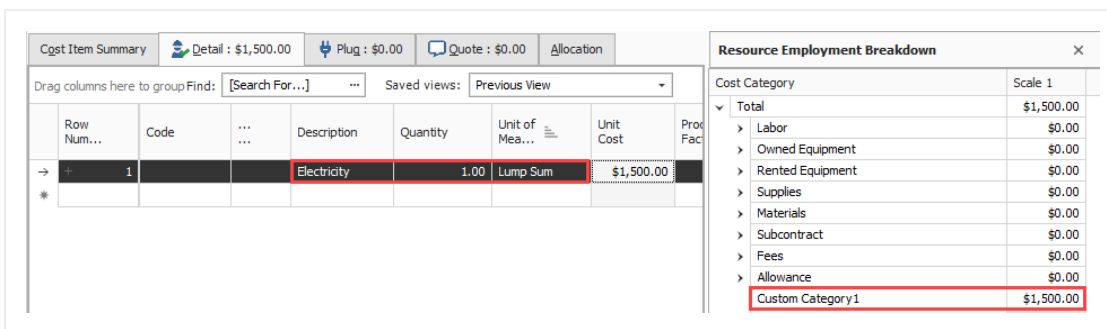 Cost Item Summary Detail : $1,500.00 Plug : $0.00 Quote : $0.00 Allocation
Drag columns here to group Find: [Search For...] ... Saved views: Previous View
Row Num... Code ... ... Description Quantity Unit of Mea... Unit Cost Proc Fact
1 Electricity 1.00 Lump Sum $1,500.00
Resource Employment Breakdown
Cost Category Scale 1
Total $1,500.00
Labor $0.00
Owned Equipment $0.00
Rented Equipment $0.00
Supplies $0.00
Materials $0.00
Subcontract $0.00
Fees $0.00
Allowance $0.00
Custom Category1 $1,500.00